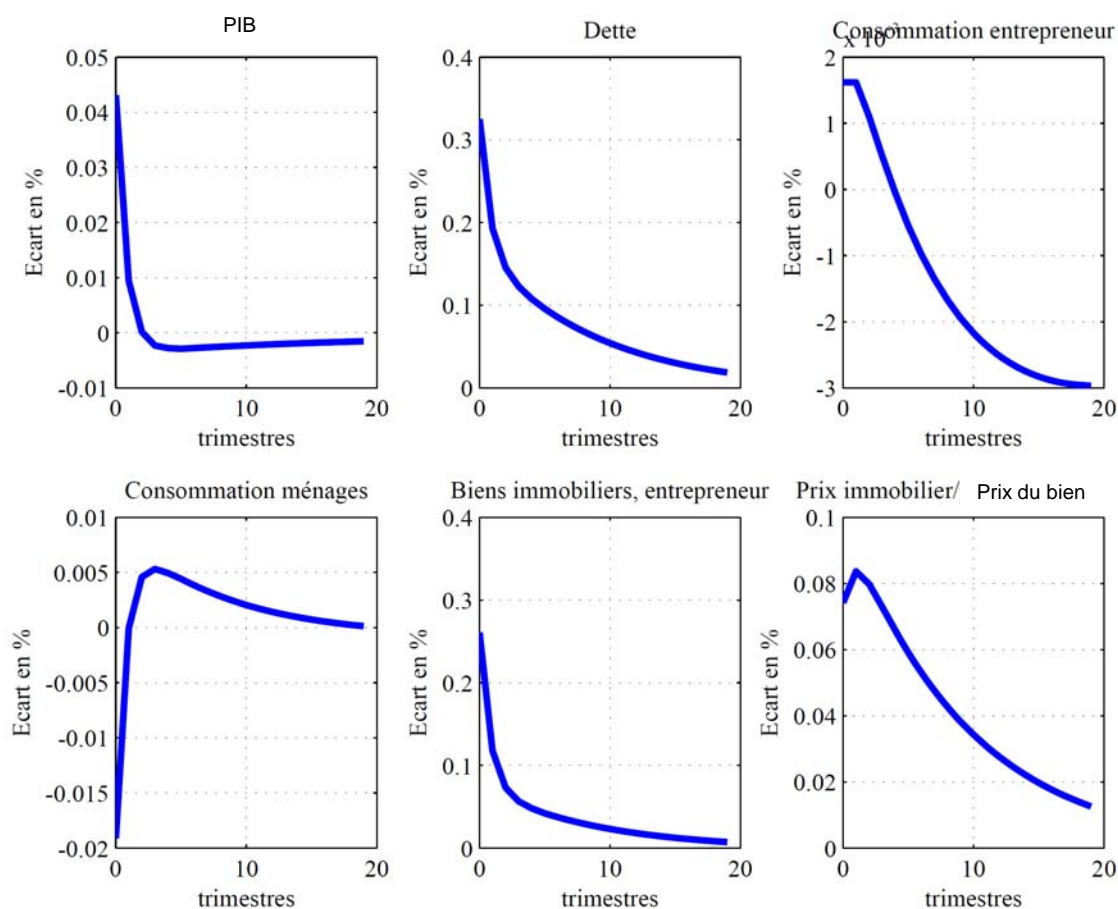 PIB
0.05
0.04
0.03
0.02
0.01
0
-0.01
0
10
20
Ecart en %
trimestres
Dette
0.4
0.3
0.2
0.1
0
0
10
20
Ecart en %
trimestres
Consommation entrepreneur
x 10
2
1
0
-1
-2
-3
0
10
20
Ecart en %
trimestres
Consommation ménages
0.01
0.005
0
-0.005
-0.01
-0.015
-0.02
0
10
20
Ecart en %
trimestres
Biens immobiliers, entrepreneur
0.4
0.3
0.2
0.1
0
0
10
20
Ecart en %
trimestres
Prix immobilier/ Prix du bien
0.1
0.08
0.06
0.04
0.02
0
0
10
20
Ecart en %
trimestres